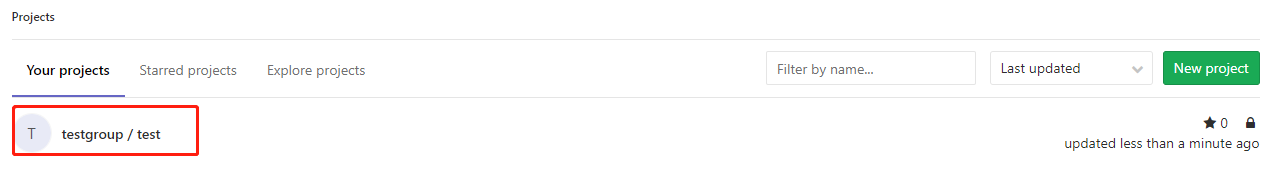 Projects
Your projects Starred projects Explore projects Filter by name... Last updated New project
T testgroup / test 0
updated less than a minute ago